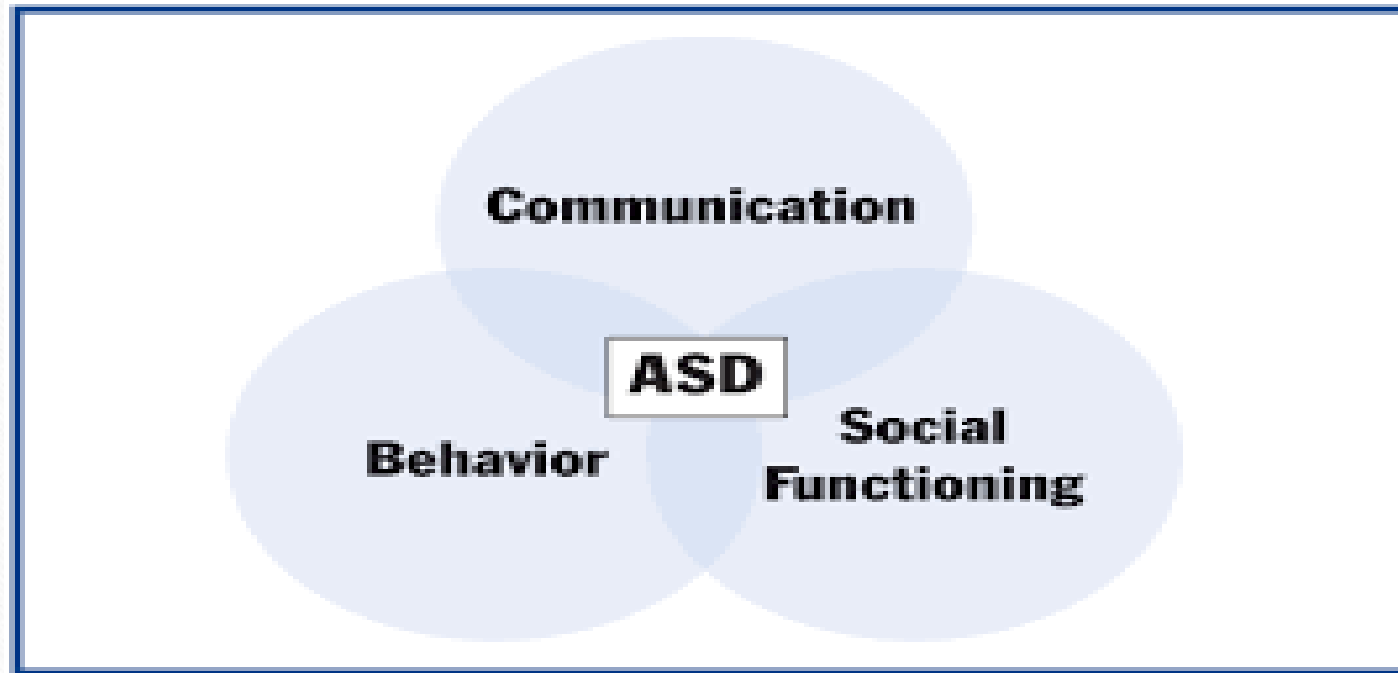 Communication
ASD
Behavior
Social
Functioning